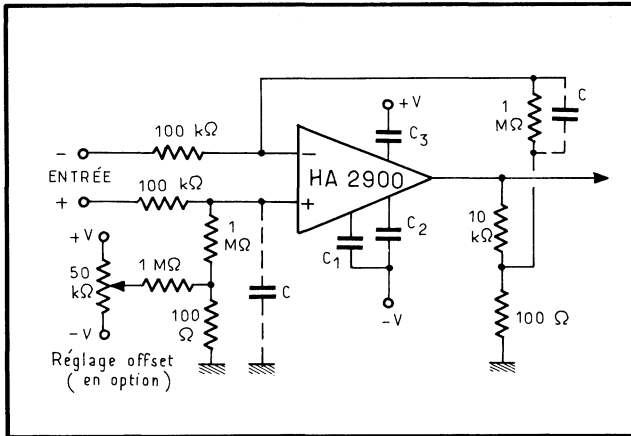 100 kΩ
-
ENTRÉE
+
100 kΩ
+V
50
kΩ
-V
1 MΩ
1
MΩ
100
Ω
C
Réglage offset
( en option )
−
+
HA 2900
+V
C3
C1
C2
-V
1
MΩ
C
10
kΩ
100 Ω